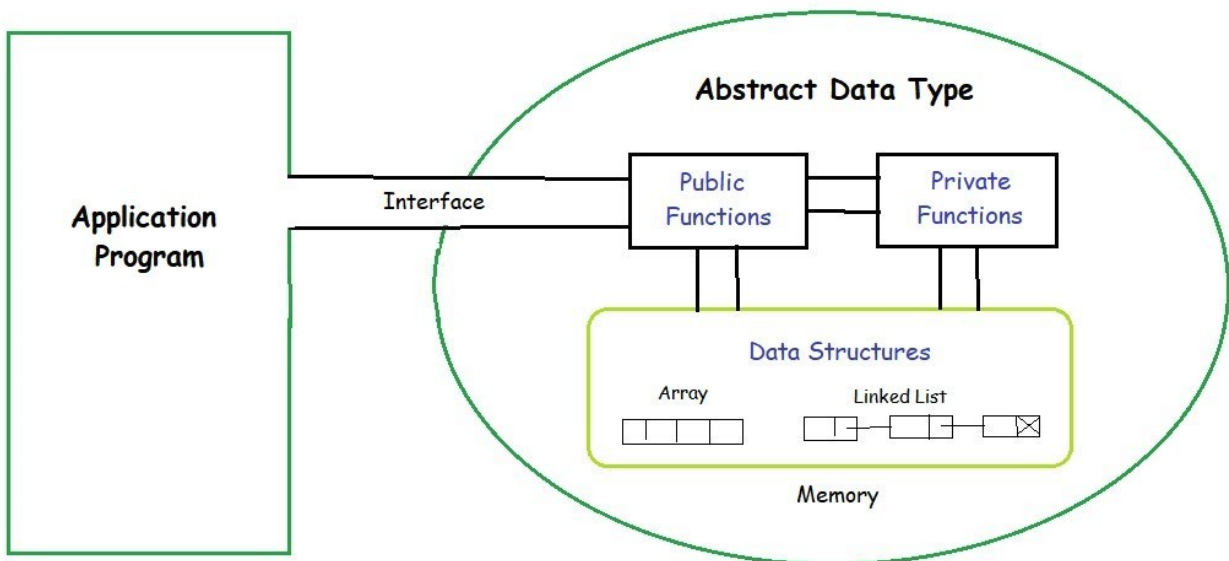 Abstract Data Type
Application
Program
Interface
Public
Functions
Private
Functions
Data Structures
Array
Linked List
Memory